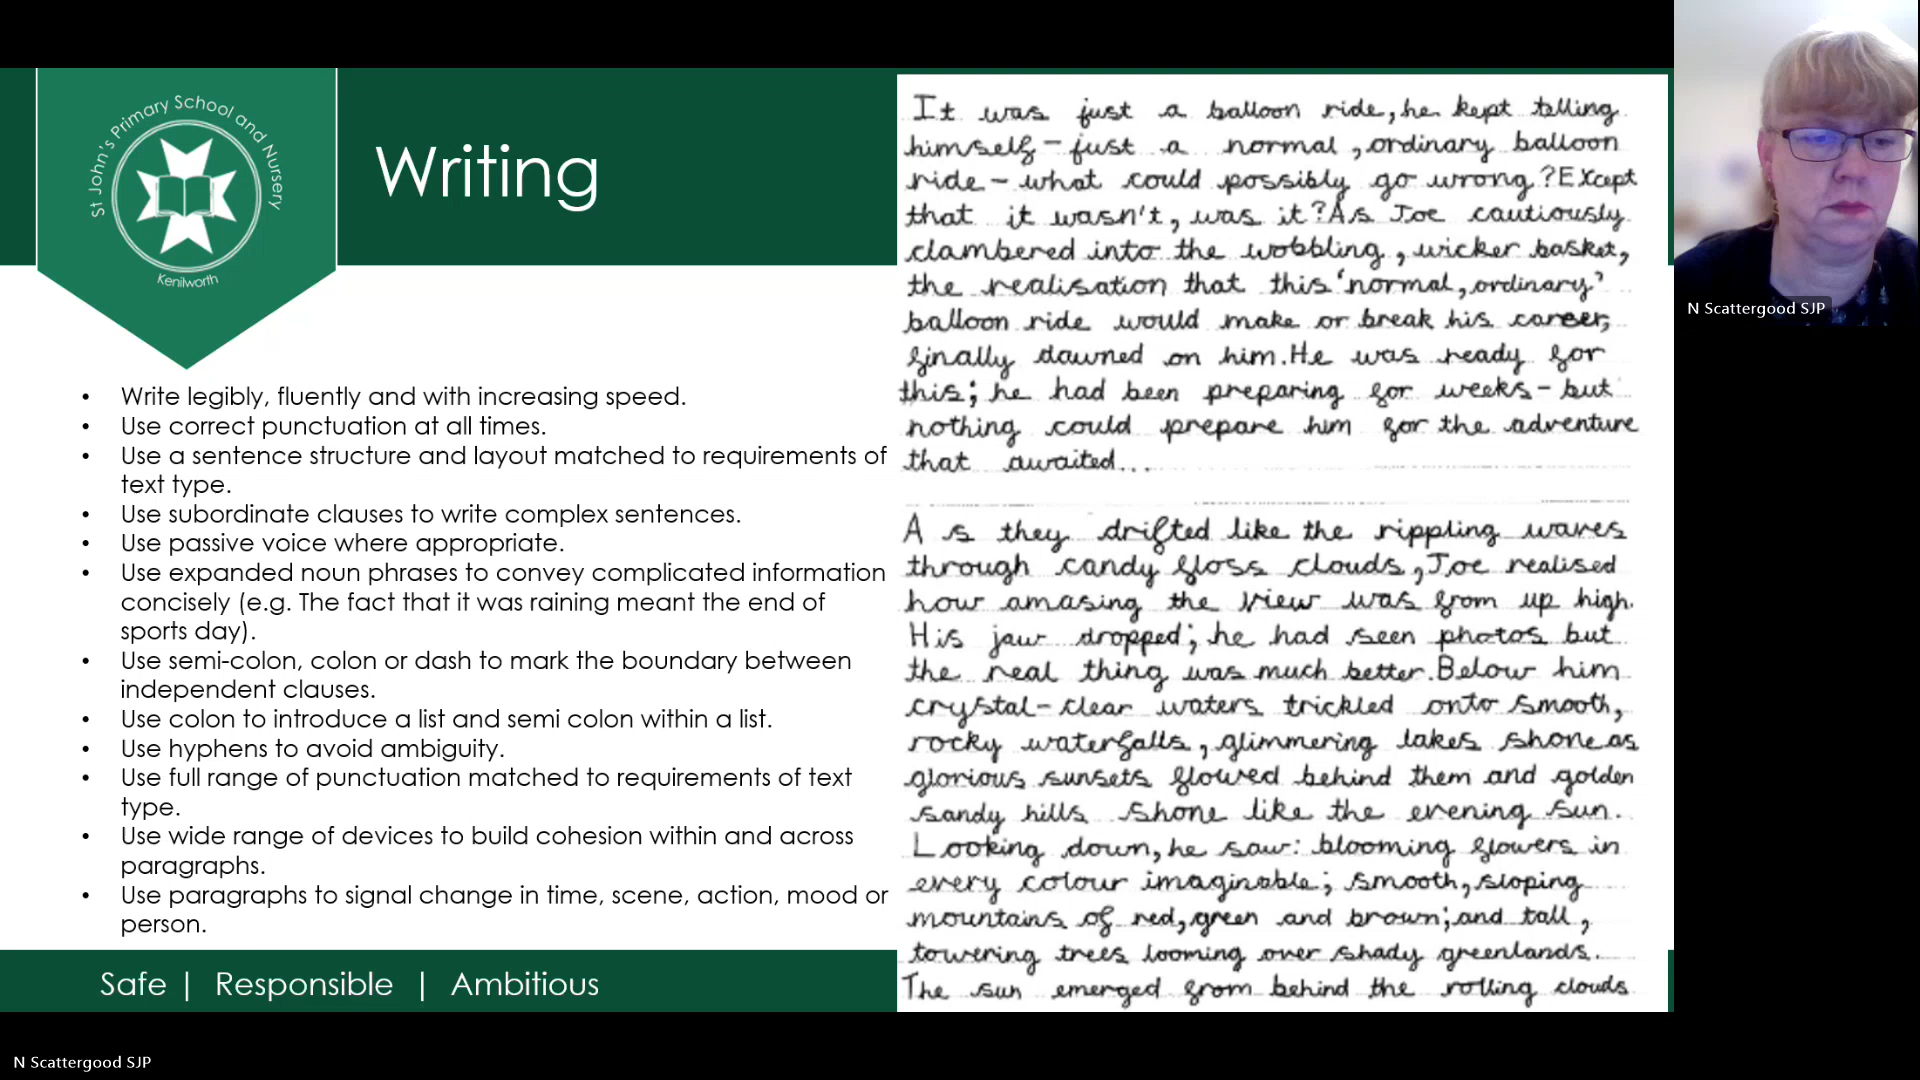 St John's Primary School and Nursery
Kenilworth
Writing
Write legibly, fluently and with increasing speed.
Use correct punctuation at all times.
Use a sentence structure and layout matched to requirements of
text type.
Use subordinate clauses to write complex sentences.
Use passive voice where appropriate.
Use expanded noun phrases to convey complicated information
concisely (e.g. The fact that it was raining meant the end of
sports day).
Use semi-colon, colon or dash to mark the boundary between
independent clauses.
Use colon to introduce a list and semi colon within a list.
Use hyphens to avoid ambiguity.
Use full range of punctuation matched to requirements of text
type.
Use wide range of devices to build cohesion within and across
paragraphs.
Use paragraphs to signal change in time, scene, action, mood or
person.
Safe | Responsible | Ambitious
It was just a balloon ride, he kept telling
himself - just a normal, ordinary balloon
ride - what could possibly go wrong? Except
that it wasn't, was it? As Joe cautiously
clambered into the wobbling, wicker basket,
the realisation that this 'normal, ordinary'
balloon ride would make or break his career,
finally dawned on him. He was ready for
this; he had been preparing for weeks - but
nothing could prepare him for the adventure
that awaited...
As they drifted like the rippling waves
through candy floss clouds, Joe realised
how amasing the view was from up high.
His jaw dropped; he had seen photos but
the real thing was much better. Below him
crystal-clear waters trickled onto smooth,
rocky waterfalls, glimmering lakes shone as
glorious sunsets flowed behind them and golden
sandy hills shone like the evening sun.
Looking down, he saw: blooming flowers in
every colour imaginable; smooth, sloping
mountains of red, green and brown; and tall,
towering trees looming over shady greenlands.
The sun emerged from behind the rolling clouds
N Scattergood SJP
N Scattergood SJP